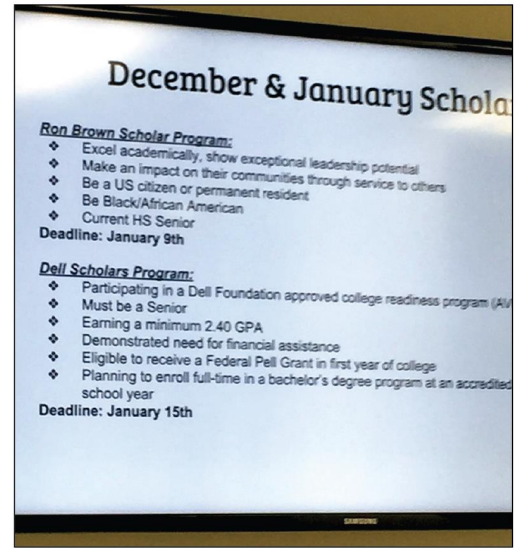 December & January Schola
Ron Brown Scholar Program:
❖ Excel academically, show exceptional leadership potential
❖ Make an impact on their communities through service to others
❖ Be a US citizen or permanent resident
❖ Be Black/African American
❖ Current HS Senior
Deadline: January 9th
Dell Scholars Program:
❖ Participating in a Dell Foundation approved college readiness program (AV
❖ Must be a Senior
❖ Earning a minimum 2.40 GPA
❖ Demonstrated need for financial assistance
❖ Eligible to receive a Federal Pell Grant in first year of college
❖ Planning to enroll full-time in a bachelor's degree program at an accredited
school year
Deadline: January 15th
SAMSUNG